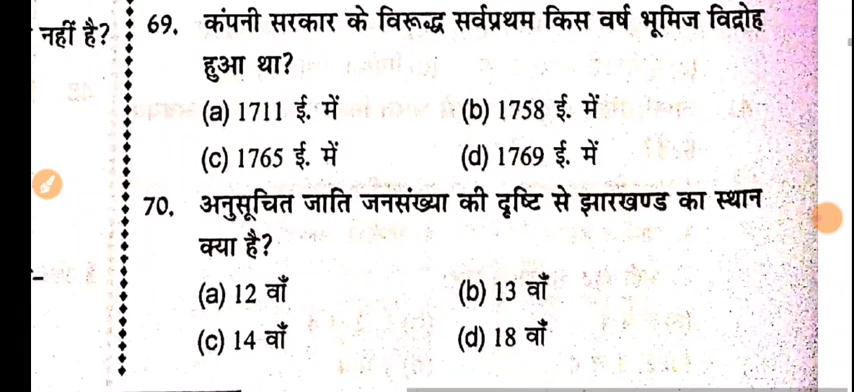 नहीं है?
69. कंपनी सरकार के विरूद्ध सर्वप्रथम किस वर्ष भूमिज विद्रोह
हुआ था?
(a) 1711 ई. में (b) 1758 ई. में
(c) 1765 ई. में (d) 1769 ई. में
70. अनुसूचित जाति जनसंख्या की दृष्टि से झारखण्ड का स्थान
क्या है?
(a) 12 वाँ (b) 13 वाँ
(c) 14 वाँ (d) 18 वाँ